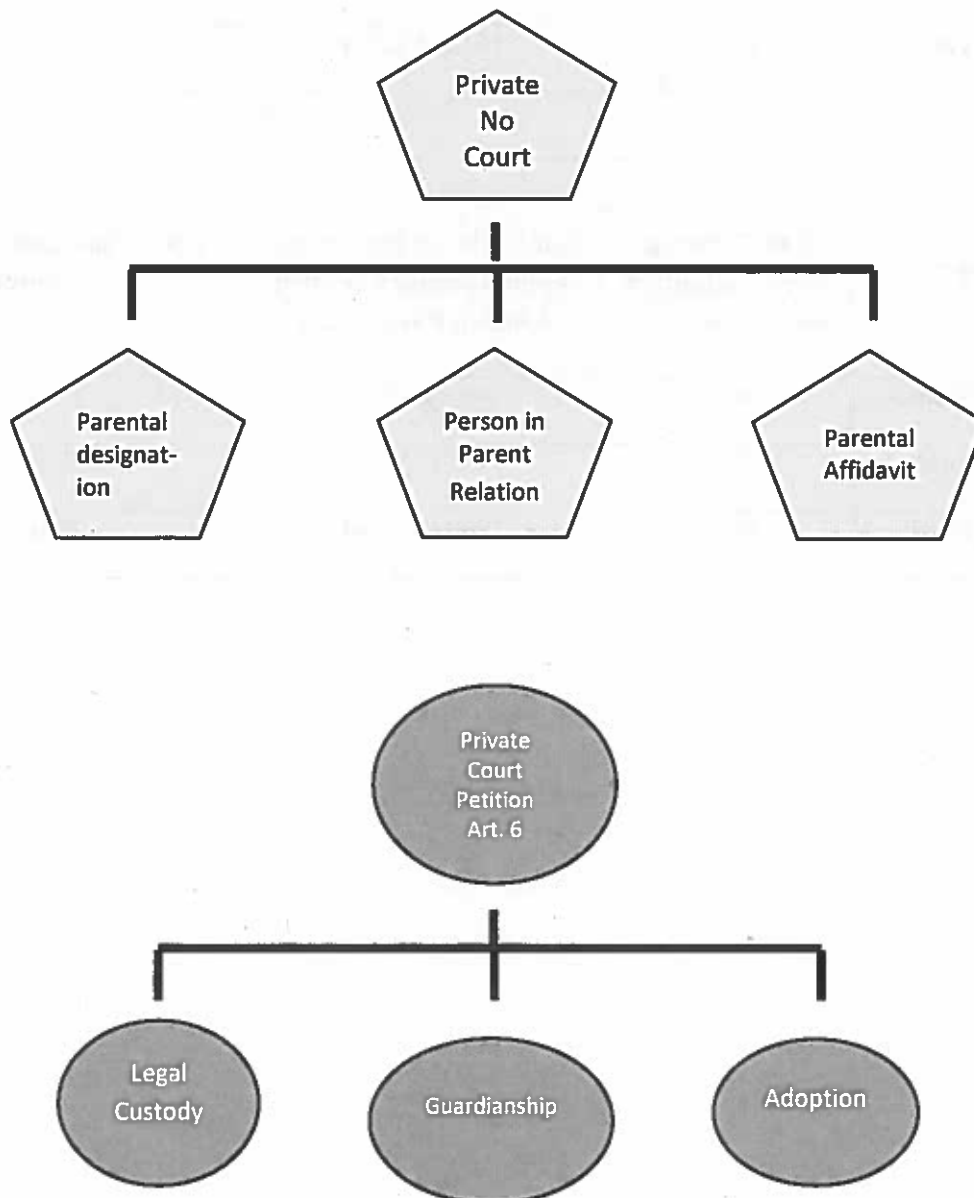 Private
No
Court
Parental
designat-
ion
Person in
Parent
Relation
Parental
Affidavit
Private
Court
Petition
Art. 6
Legal
Custody
Guardianship
Adoption